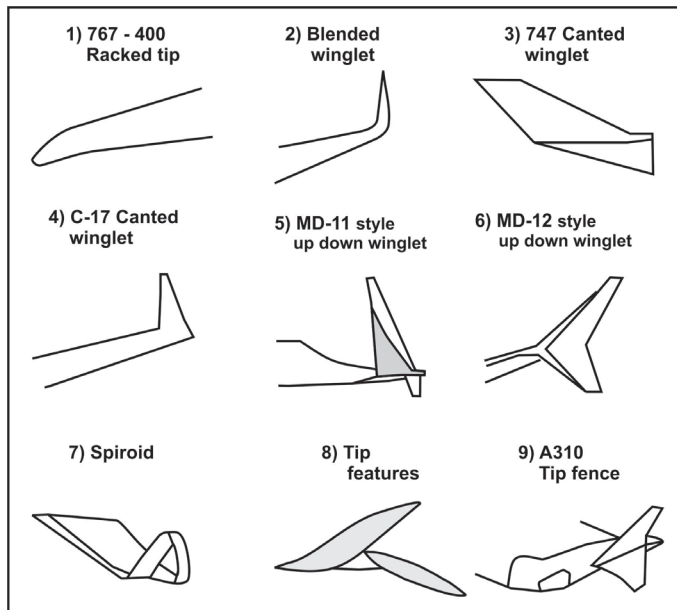 1) 767 - 400
Racked tip
2) Blended
winglet
3) 747 Canted
winglet
4) C-17 Canted
winglet
5) MD-11 style
up down winglet
6) MD-12 style
up down winglet
7) Spiroid
8) Tip
features
9) A310
Tip fence